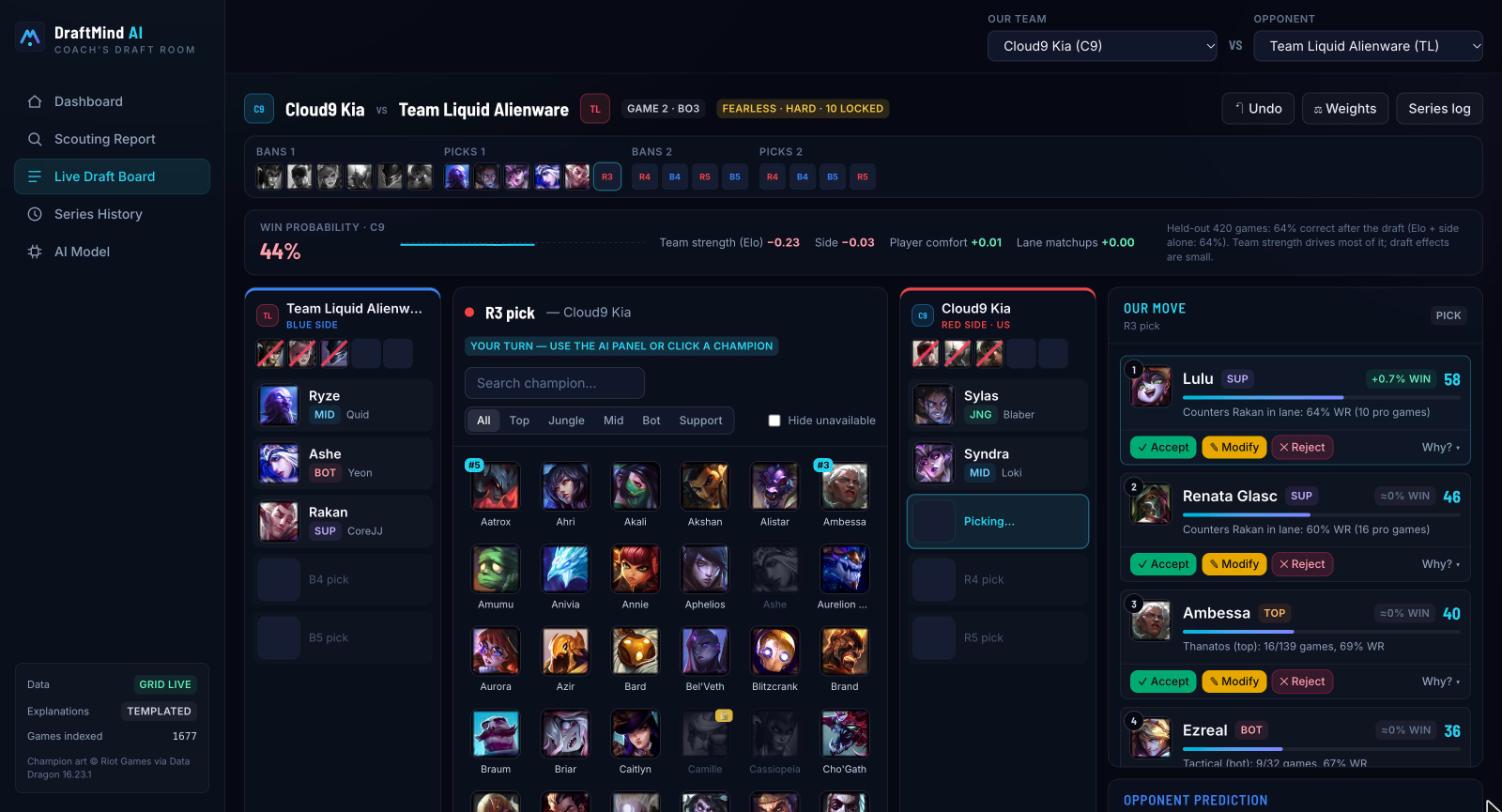 DraftMind AI
COACH'S DRAFT ROOM
Dashboard
Scouting Report
Live Draft Board
Series History
AI Model
Data GRID LIVE
Explanations TEMPLATED
Games indexed 1677
Champion art © Riot Games via Data
Dragon 16.23.1
OUR TEAM
Cloud9 Kia (C9)
VS
OPPONENT
Team Liquid Alienware (TL)
C9 Cloud9 Kia vs Team Liquid Alienware TL GAME 2 · BO3 FEARLESS · HARD · 10 LOCKED
Undo
Weights
Series log
BANS 1
PICKS 1
R3
BANS 2
R4 B4 R5 B5
PICKS 2
R4 B4 B5 R5
WIN PROBABILITY · C9
44%
Team strength (Elo) −0.23 Side −0.03 Player comfort +0.01 Lane matchups +0.00
Held-out 420 games: 64% correct after the draft (Elo + side
alone: 64%). Team strength drives most of it; draft effects
are small.
TL Team Liquid Alienw…
BLUE SIDE
Ryze
MID Quid
Ashe
BOT Yeon
Rakan
SUP CoreJJ
B4 pick
B5 pick
R3 pick — Cloud9 Kia
YOUR TURN — USE THE AI PANEL OR CLICK A CHAMPION
Search champion...
All Top Jungle Mid Bot Support
Hide unavailable
#5 #3
Aatrox Ahri Akali Akshan Alistar Ambessa
Amumu Anivia Annie Aphelios Ashe Aurelion ...
Aurora Azir Bard Bel'Veth Blitzcrank Brand
Braum Briar Caitlyn Camille Cassiopeia Cho'Gath
C9 Cloud9 Kia
RED SIDE · US
Sylas
JNG Blaber
Syndra
MID Loki
Picking...
R4 pick
R5 pick
OUR MOVE
R3 pick
PICK
1 Lulu SUP +0.7% WIN 58
Counters Rakan in lane: 64% WR (10 pro games)
✓ Accept ✎ Modify ✕ Reject Why?
2 Renata Glasc SUP ≈0% WIN 46
Counters Rakan in lane: 60% WR (16 pro games)
✓ Accept ✎ Modify ✕ Reject Why?
3 Ambessa TOP ≈0% WIN 40
Thanatos (top): 16/139 games, 69% WR
✓ Accept ✎ Modify ✕ Reject Why?
4 Ezreal BOT ≈0% WIN 36
Tactical (bot): 9/32 games, 67% WR
OPPONENT PREDICTION